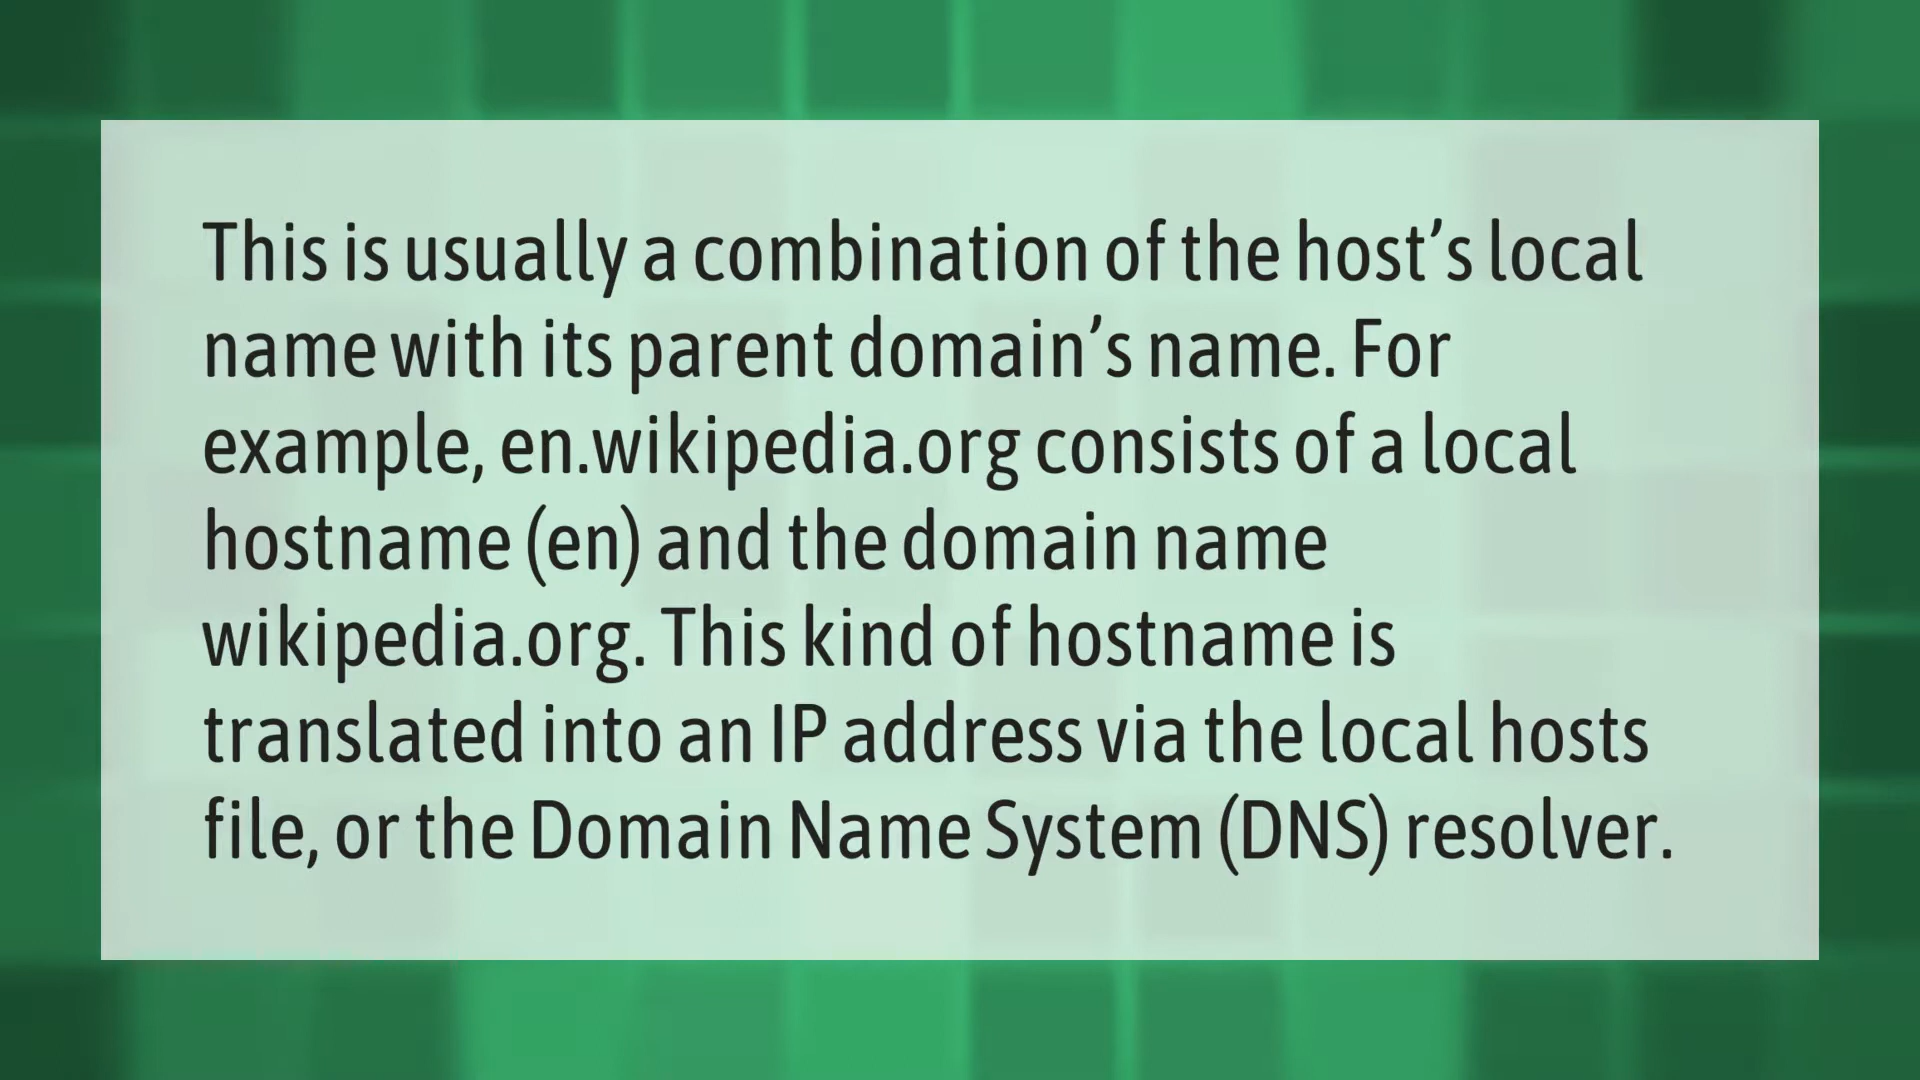 This is usually a combination of the host’s local
name with its parent domain’s name. For
example, en.wikipedia.org consists of a local
hostname (en) and the domain name
wikipedia.org. This kind of hostname is
translated into an IP address via the local hosts
file, or the Domain Name System (DNS) resolver.